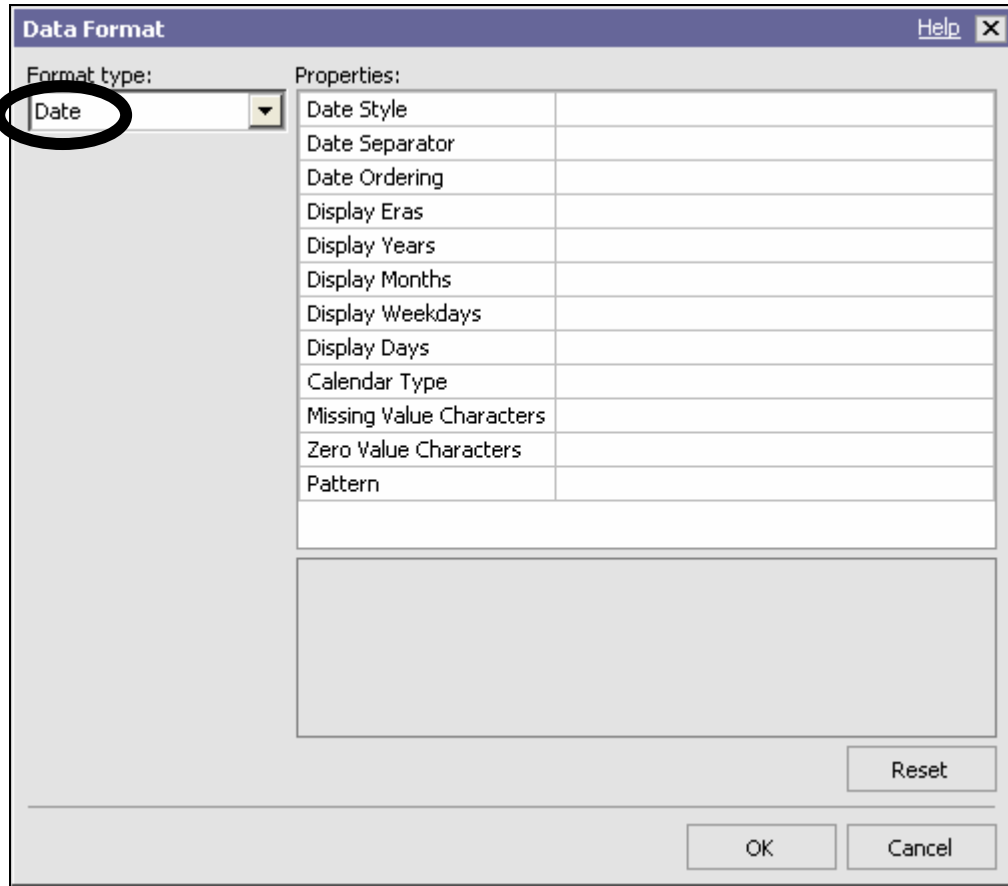 Data Format Help
Format type: Properties:
Date
Date Style
Date Separator
Date Ordering
Display Eras
Display Years
Display Months
Display Weekdays
Display Days
Calendar Type
Missing Value Characters
Zero Value Characters
Pattern
Reset
OK Cancel